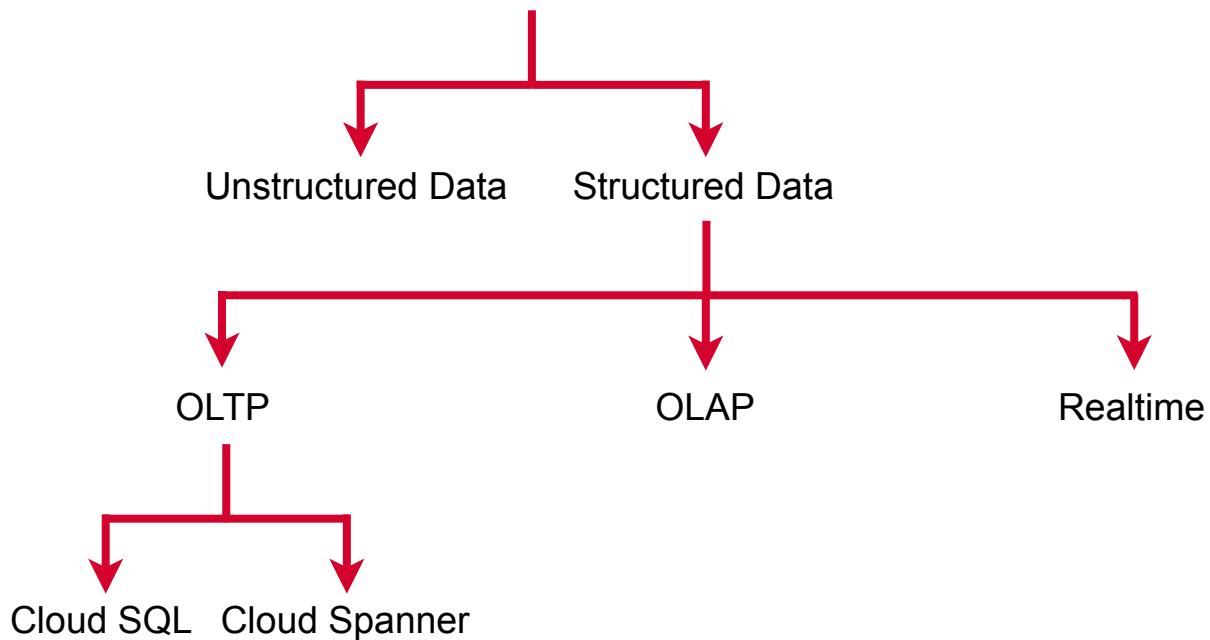 Unstructured Data
Structured Data
OLTP
OLAP
Realtime
Cloud SQL
Cloud Spanner